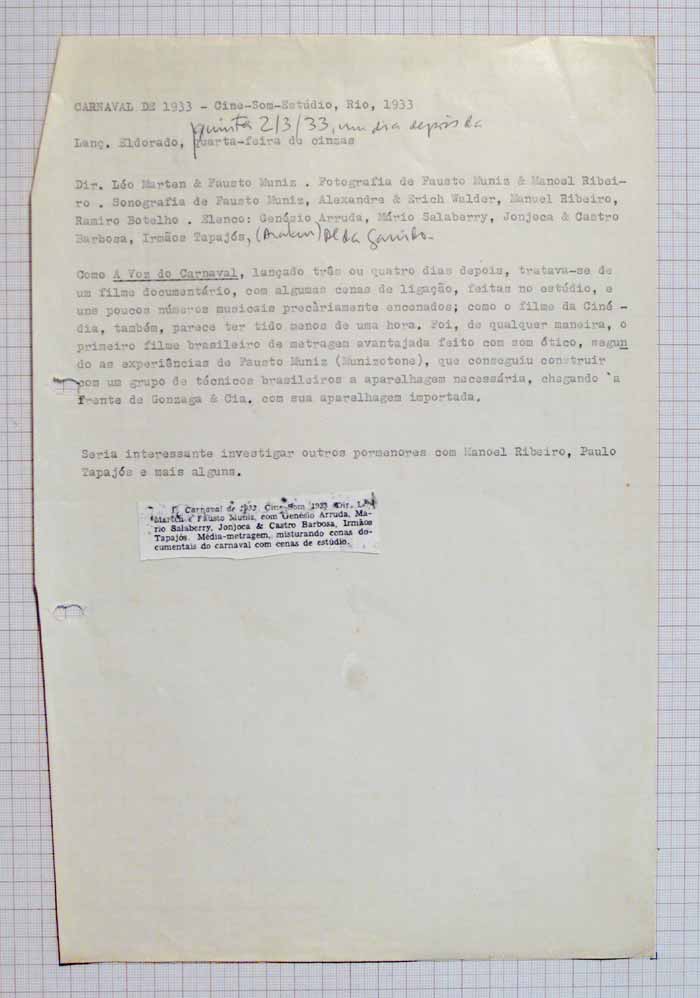 CARNAVAL DE 1933 - Cine-Som-Estúdio, Rio, 1933
quinta 2/3/33, um dia depois da
Lanç. Eldorado, quarta-feira de cinzas
Dir. Léo Marten & Fausto Muniz . Fotografia de Fausto Muniz & Manoel Ribei-
ro . Sonografia de Fausto Muniz, Alexandre & Erich Walder, Manuel Ribeiro,
Ramiro Botelho . Elenco: Genésio Arruda, Mário Salaberry, Jonjoca & Castro
Barbosa, Irmãos Tapajós, Alda Garrido.
Como A Voz do Carnaval, lançado três ou quatro dias depois, tratava-se de
um filme documentário, com algumas cenas de ligação, feitas no estúdio, e
uns poucos números musicais precàriamente encenados; como o filme da Ciné -
dia, também, parece ter tido menos de uma hora. Foi, de qualquer maneira, o
primeiro filme brasileiro de metragem avantajada feito com som ótico, segun
do as experiências de Fausto Muniz (Munizotone), que conseguiu construir
com um grupo de técnicos brasileiros a aparelhagem necessária, chegando `a
frente de Gonzaga & Cia. com sua aparelhagem importada.
Seria interessante investigar outros pormenores com Manoel Ribeiro, Paulo
Tapajós e mais alguns.
Carnaval de 1933 Cine-Som 1933 Dir. Léo
Marten e Fausto Muniz, com Genésio Arruda, Má-
rio Salaberry, Jonjoca & Castro Barbosa, Irmãos
Tapajós. Média-metragem, misturando cenas do-
cumentais do carnaval com cenas de estúdio.